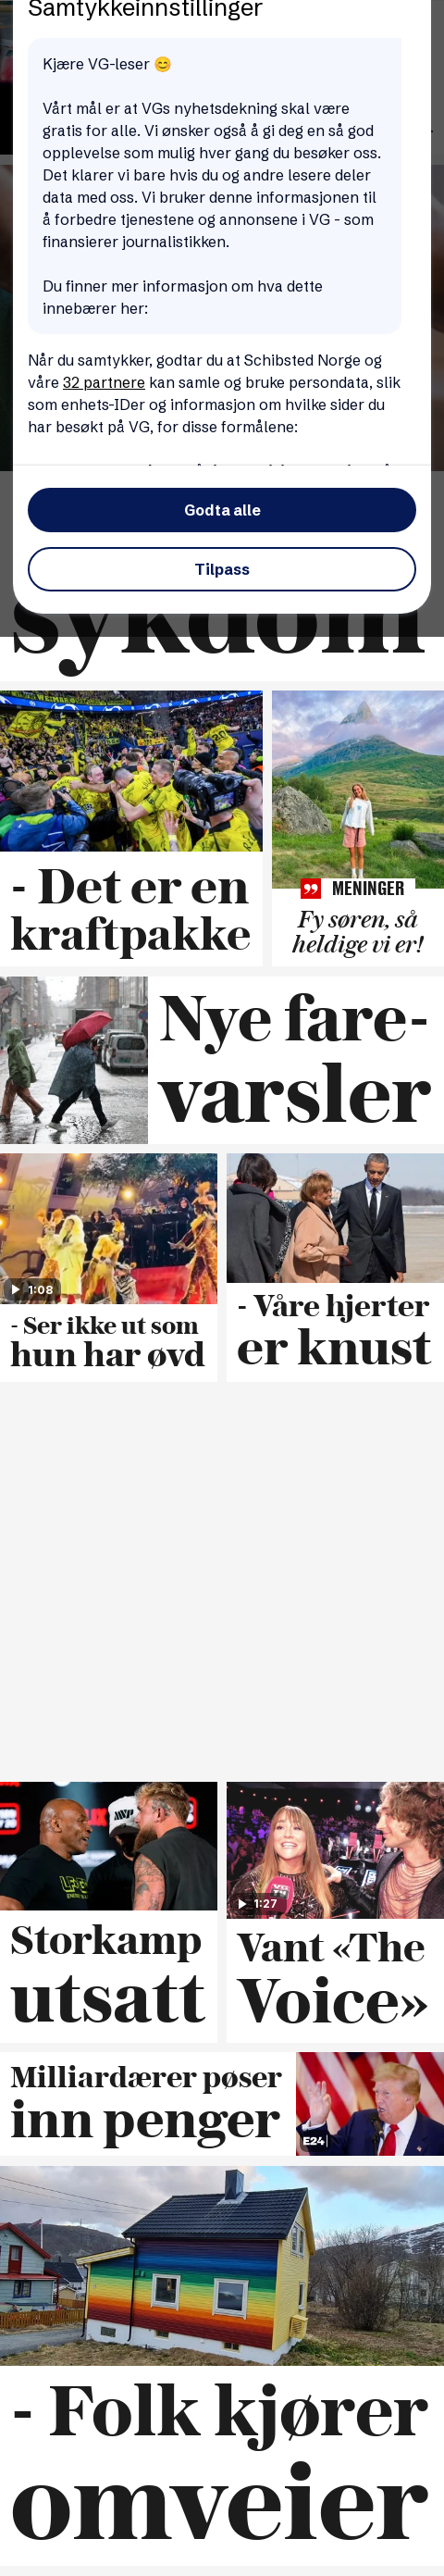 Samtykkeinnstillinger
Kjære VG-leser 😊
Vårt mål er at VGs nyhetsdekning skal være
gratis for alle. Vi ønsker også å gi deg en så god
opplevelse som mulig hver gang du besøker oss.
Det klarer vi bare hvis du og andre lesere deler
data med oss. Vi bruker denne informasjonen til
å forbedre tjenestene og annonsene i VG - som
finansierer journalistikken.
Du finner mer informasjon om hva dette
innebærer her:
Når du samtykker, godtar du at Schibsted Norge og
våre 32 partnere kan samle og bruke persondata, slik
som enhets-IDer og informasjon om hvilke sider du
har besøkt på VG, for disse formålene:
Godta alle
Tilpass
sykdom
- Det er en
kraftpakke
MENINGER
Fy søren, så
heldige vi er!
Nye fare-
varsler
1:08
- Ser ikke ut som
hun har øvd
- Våre hjerter
er knust
Storkamp
utsatt
1:27
Vant «The
Voice»
Milliardærer pøser
inn penger
E24
- Folk kjører
omveier